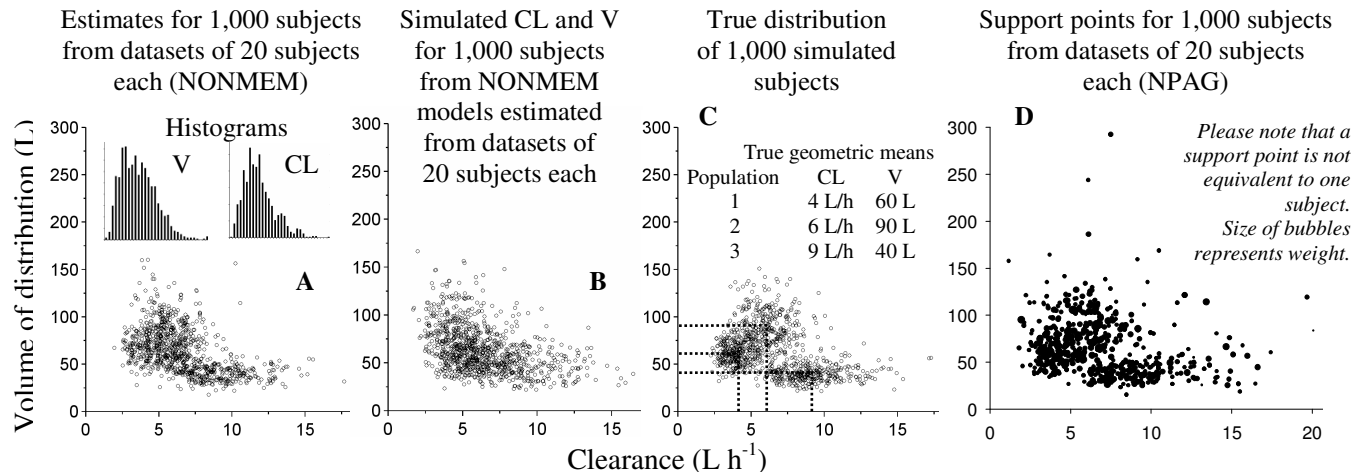 Estimates for 1,000 subjects
from datasets of 20 subjects
each (NONMEM)
Simulated CL and V
for 1,000 subjects
from NONMEM
models estimated
from datasets of
20 subjects each
True distribution
of 1,000 simulated
subjects
Support points for 1,000 subjects
from datasets of 20 subjects
each (NPAG)
Volume of distribution (L)
300
250
200
150
100
50
0
Histograms
V
CL
A
0 5 10 15
300
250
200
150
100
50
0
B
0 5 10 15
300
250
200
150
100
50
0
C
True geometric means
Population CL V
1 4 L/h 60 L
2 6 L/h 90 L
3 9 L/h 40 L
0 5 10 15
300
250
200
150
100
50
0
D
Please note that a
support point is not
equivalent to one
subject.
Size of bubbles
represents weight.
0 5 10 15 20
Clearance (L h⁻¹)